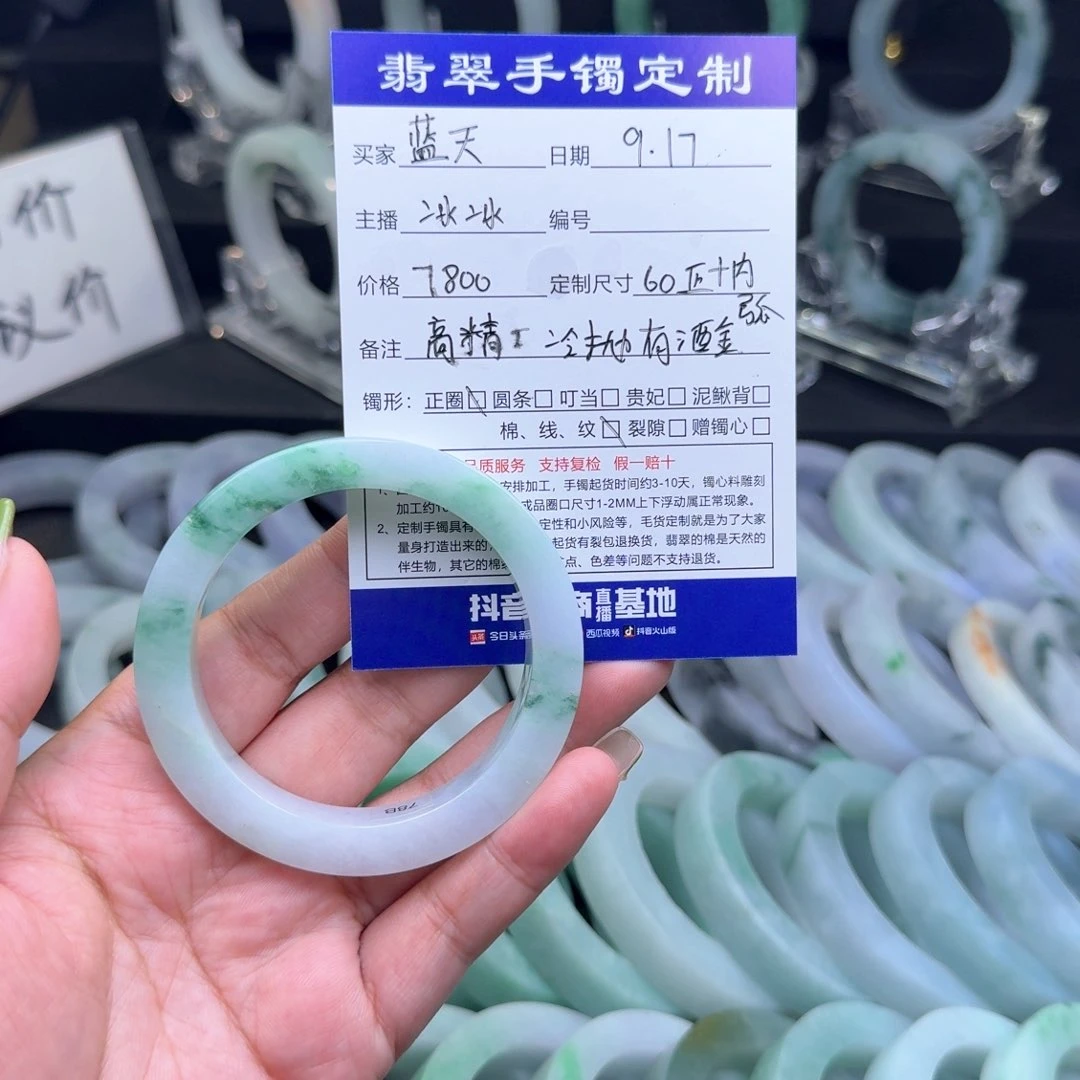 翡翠手镯定制
买家 蓝天 日期 9.17
主播 冰冰 编号
价格 7800 定制尺寸 60正十内
弧
备注 高精工 冷抛有洒金
镯形: 正圈 圆条 叮当 贵妃 泥鳅背
棉、线、纹 裂隙 赠镯心
品质服务 支持复检 假一赔十
安排加工,手镯起货时间约3-10天,镯心料雕刻
加工约 成品圈口尺寸1-2MM上下浮动属正常现象。
2、定制手镯具有 定性和小风险等,毛货定制就是为了大家
量身打造出来的 起货有裂包退换货,翡翠的棉是天然的
伴生物,其它的棉 点、色差等问题不支持退货。
抖音 商直播基地
头条 今日头条 西瓜视频 抖音火山版
价
议价
788